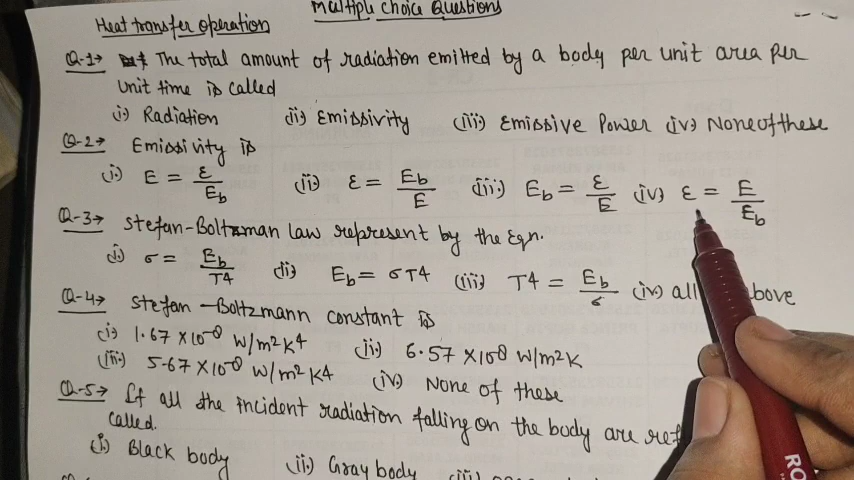 Multiple Choice Questions
Heat transfer operation
Q-1→ The total amount of radiation emitted by a body per unit area per
unit time is called
i) Radiation (ii) Emissivity (iii) Emissive Power (iv) None of these
Q-2→ Emissivity is
(i) E = ε/Eb (ii) ε = Eb/E (iii) Eb = ε/E (iv) ε = E/Eb
Q-3→ Stefan-Boltzman law represent by the Eqn.
(i) σ = Eb/T4 (ii) Eb = σT4 (iii) T4 = Eb/σ (iv) all above
Q-4→ Stefan-Boltzmann constant is
(i) 1.67 ×10-8 W/m2K4 (ii) 6.57 ×108 W/m2K
(iii) 5.67 ×10-8 W/m2K4 (iv) None of these
Q-5→ If all the incident radiation falling on the body are
called.
(i) Black body (ii) Gray body (iii)
RO